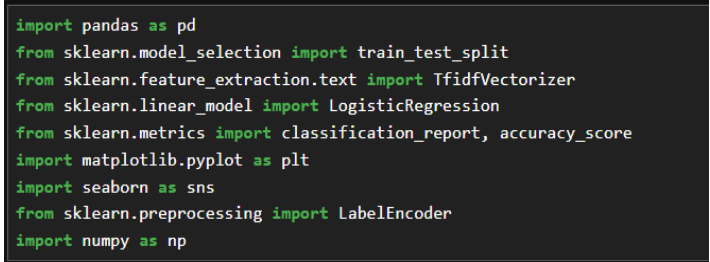 import pandas as pd
from sklearn.model_selection import train_test_split
from sklearn.feature_extraction.text import TfidfVectorizer
from sklearn.linear_model import LogisticRegression
from sklearn.metrics import classification_report, accuracy_score
import matplotlib.pyplot as plt
import seaborn as sns
from sklearn.preprocessing import LabelEncoder
import numpy as np